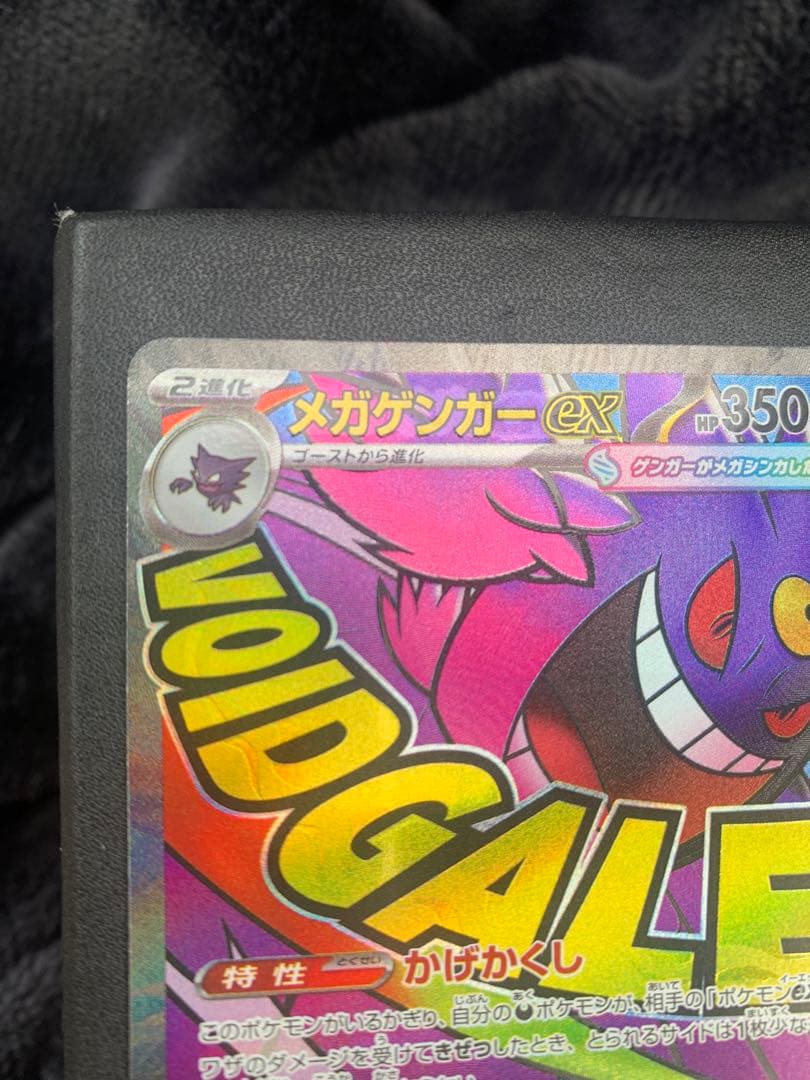 2進化
メガゲンガーex
HP350
ゴーストから進化
ゲンガーがメガシンカした
VOIDGALE
特性 とくせい かげかくし
このポケモンがいるかぎり、自分のポケモンが、相手の「ポケモンex
ワザのダメージを受けてきぜつしたとき、とられるサイドは1枚少な